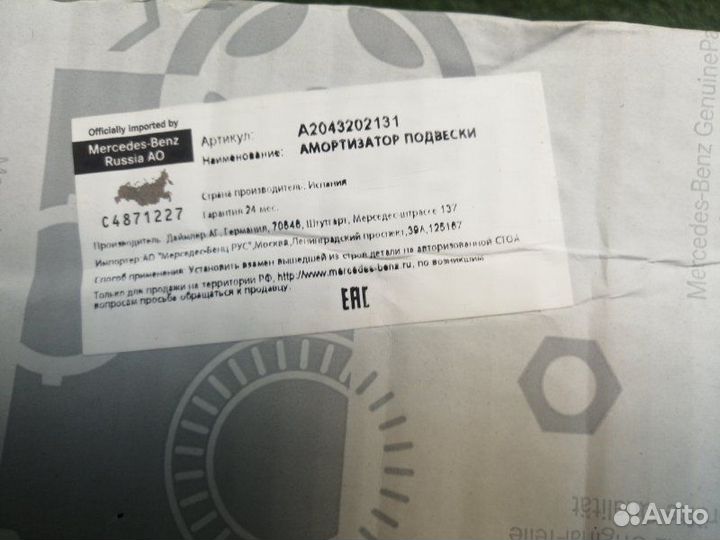 Officially imported by
Mercedes-Benz
Russia AO
C4871227
Артикул: A2043202131
Наименование: АМОРТИЗАТОР ПОДВЕСКИ
Страна производитель: Испания
Гарантия 24 мес.
Производитель: Даймлер АГ, Германия, 70546, Штутгарт, Мерседесштрассе 137
Импортер АО "Мерседес-Бенц РУС", Москва, Ленинградский проспект, 39А, 125167
Способ применения: Установить взамен вышедшей из строя детали на авторизованной СТОА
Только для продажи на территории РФ, http://www.mercedes-benz.ru, по возникшим
вопросам просьба обращаться к продавцу.
EAC
Mercedes-Benz GenuinePa
Avito